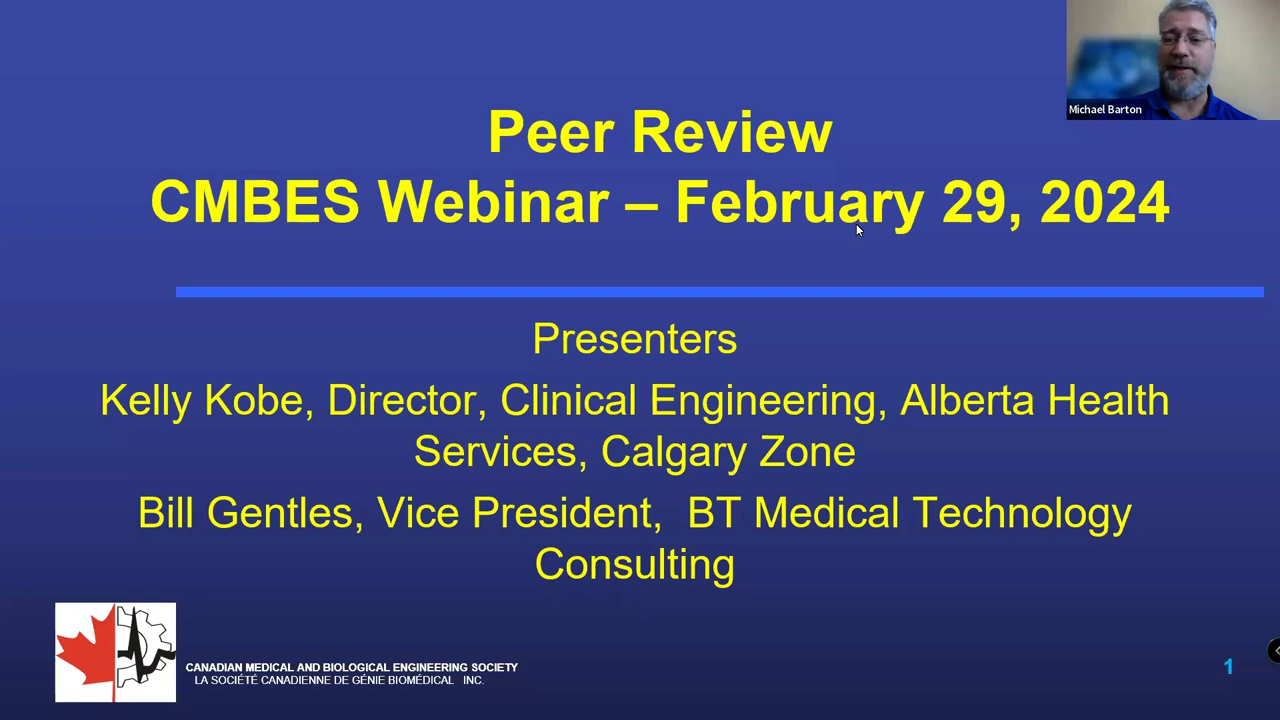 Michael Barton
Peer Review
CMBES Webinar – February 29, 2024
Presenters
Kelly Kobe, Director, Clinical Engineering, Alberta Health
Services, Calgary Zone
Bill Gentles, Vice President, BT Medical Technology
Consulting
CANADIAN MEDICAL AND BIOLOGICAL ENGINEERING SOCIETY
LA SOCIÉTÉ CANADIENNE DE GÉNIE BIOMÉDICAL INC.
1